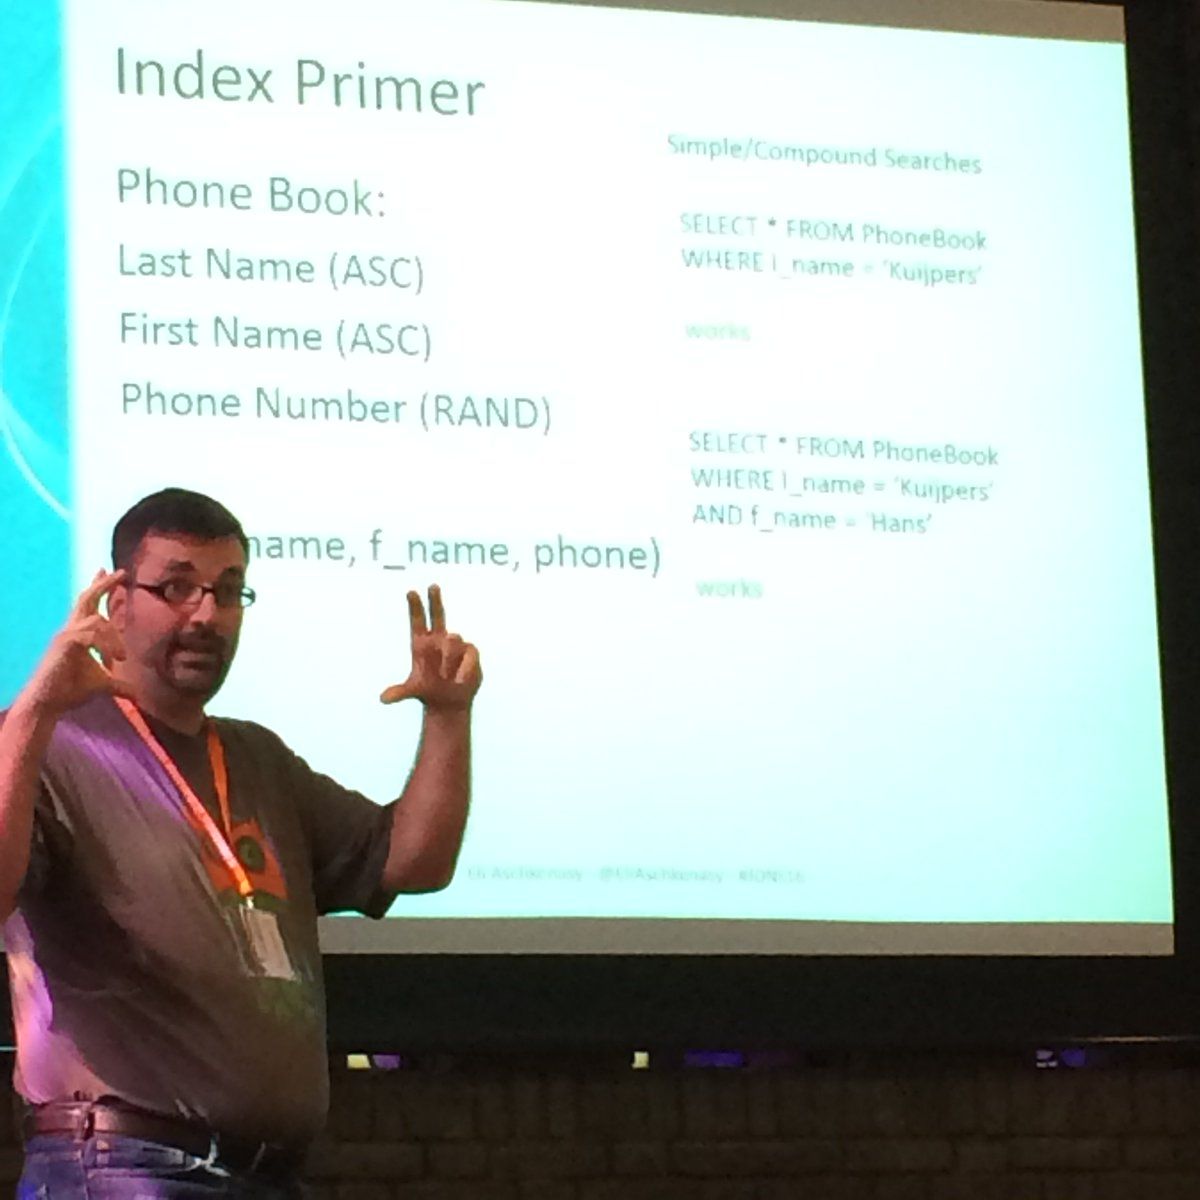 Index Primer
Phone Book:
Last Name (ASC)
First Name (ASC)
Phone Number (RAND)
name, f_name, phone)
Simple/Compound Searches
SELECT * FROM PhoneBook
WHERE l_name = 'Kuijpers'
works
SELECT * FROM PhoneBook
WHERE l_name = 'Kuijpers'
AND f_name = 'Hans'
works